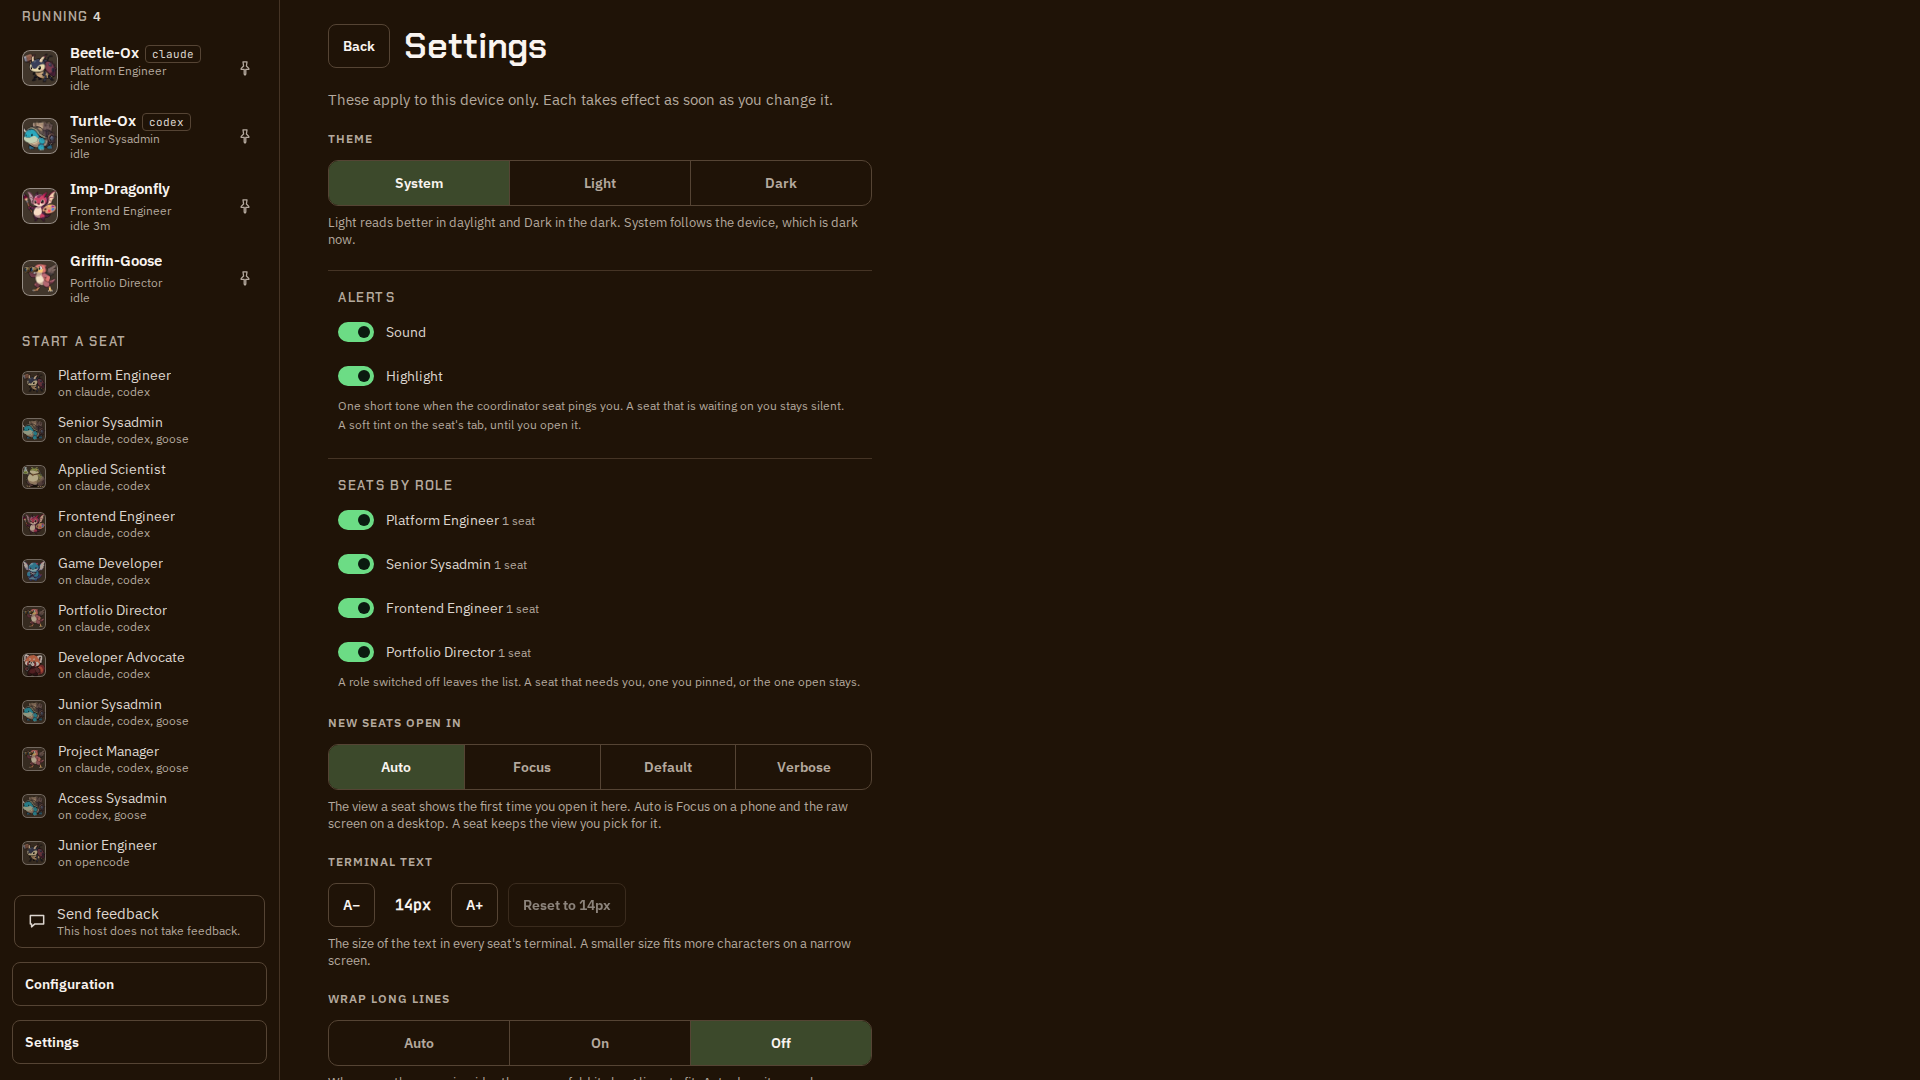 RUNNING 4
Beetle-Ox claude
Platform Engineer
idle
Turtle-Ox codex
Senior Sysadmin
idle
Imp-Dragonfly
Frontend Engineer
idle 3m
Griffin-Goose
Portfolio Director
idle
START A SEAT
Platform Engineer
on claude, codex
Senior Sysadmin
on claude, codex, goose
Applied Scientist
on claude, codex
Frontend Engineer
on claude, codex
Game Developer
on claude, codex
Portfolio Director
on claude, codex
Developer Advocate
on claude, codex
Junior Sysadmin
on claude, codex, goose
Project Manager
on claude, codex, goose
Access Sysadmin
on codex, goose
Junior Engineer
on opencode
Send feedback
This host does not take feedback.
Configuration
Settings
Back
Settings
These apply to this device only. Each takes effect as soon as you change it.
THEME
System Light Dark
Light reads better in daylight and Dark in the dark. System follows the device, which is dark
now.
ALERTS
Sound
Highlight
One short tone when the coordinator seat pings you. A seat that is waiting on you stays silent.
A soft tint on the seat's tab, until you open it.
SEATS BY ROLE
Platform Engineer 1 seat
Senior Sysadmin 1 seat
Frontend Engineer 1 seat
Portfolio Director 1 seat
A role switched off leaves the list. A seat that needs you, one you pinned, or the one open stays.
NEW SEATS OPEN IN
Auto Focus Default Verbose
The view a seat shows the first time you open it here. Auto is Focus on a phone and the raw
screen on a desktop. A seat keeps the view you pick for it.
TERMINAL TEXT
A− 14px A+ Reset to 14px
The size of the text in every seat's terminal. A smaller size fits more characters on a narrow
screen.
WRAP LONG LINES
Auto On Off